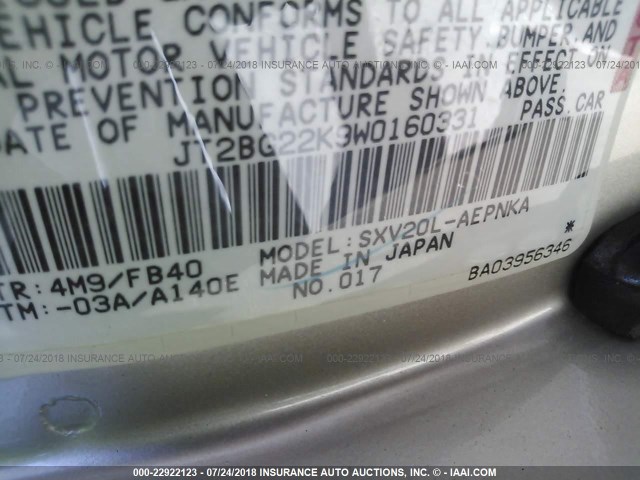 VEHICLE CONFORMS TO ALL APPLICABLE
MOTOR VEHICLE SAFETY, BUMPER, AND
PREVENTION STANDARDS IN EFFECT ON
DATE OF MANUFACTURE SHOWN ABOVE.
JT2BG22K9W0160331 PASS.CAR
MODEL: SXV20L-AEPNKA
TR: 4M9/FB40 MADE IN JAPAN *
TM:-03A/A140E NO.017 BA03956346
000-22922123 - 07/24/2018 INSURANCE AUTO AUCTIONS, INC. - © IAAI.COM